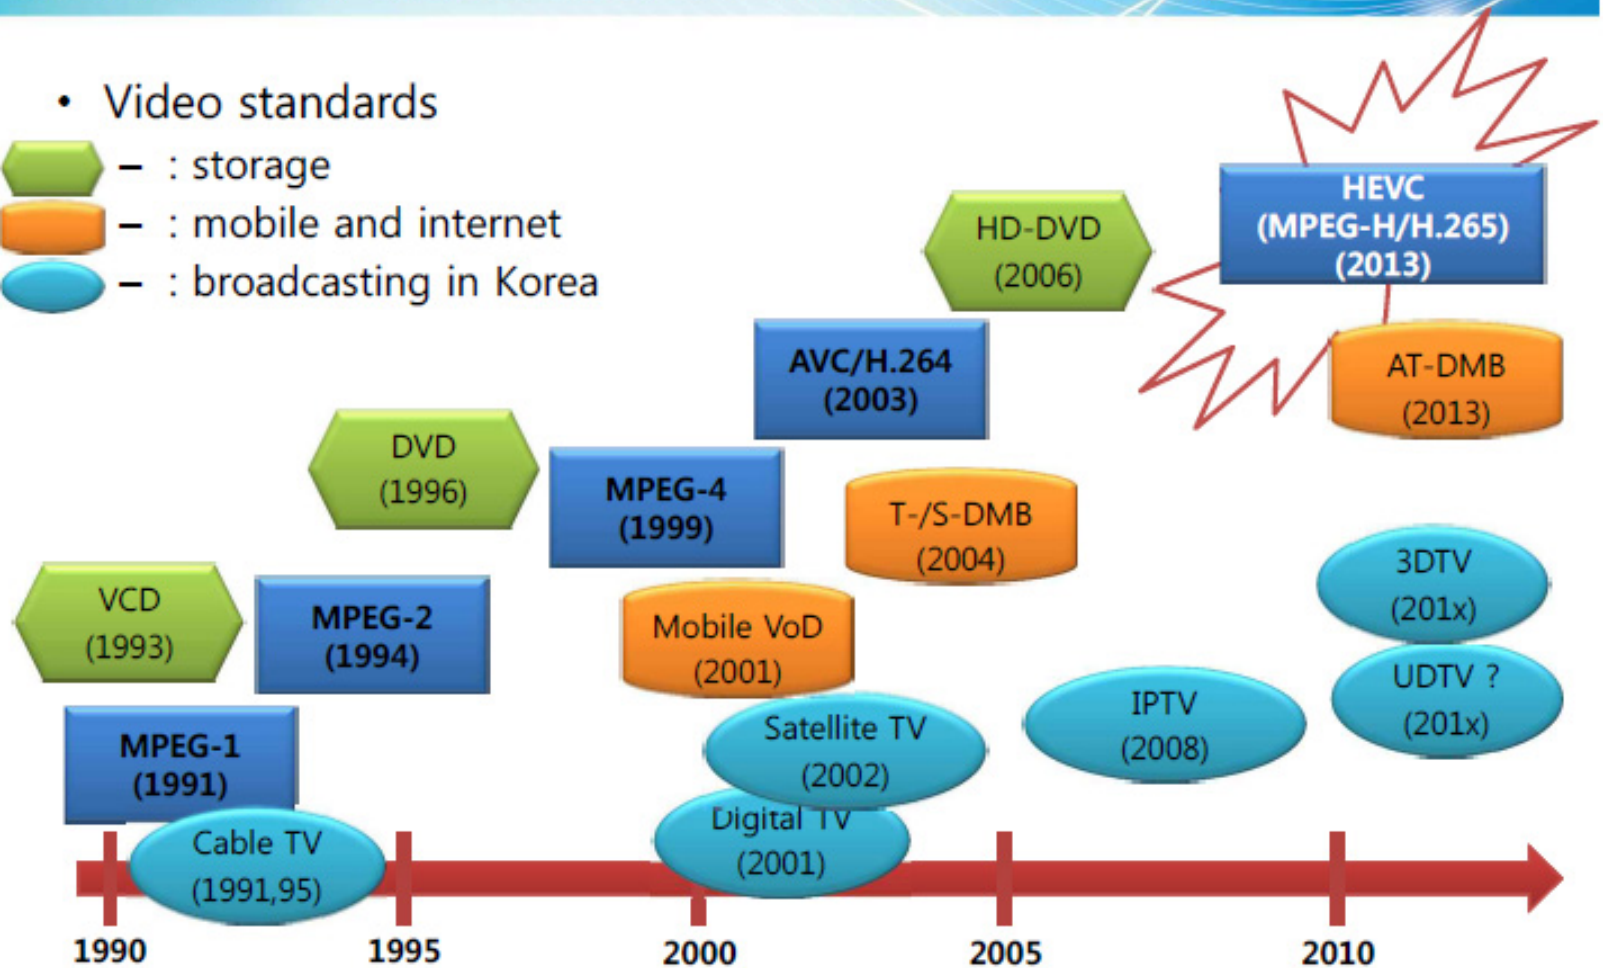 • Video standards
– : storage
– : mobile and internet
– : broadcasting in Korea
HEVC
(MPEG-H/H.265)
(2013)
HD-DVD
(2006)
AVC/H.264
(2003)
AT-DMB
(2013)
DVD
(1996)
MPEG-4
(1999)
T-/S-DMB
(2004)
3DTV
(201x)
VCD
(1993)
MPEG-2
(1994)
Mobile VoD
(2001)
UDTV ?
(201x)
IPTV
(2008)
Satellite TV
(2002)
MPEG-1
(1991)
Digital TV
(2001)
Cable TV
(1991,95)
1990 1995 2000 2005 2010